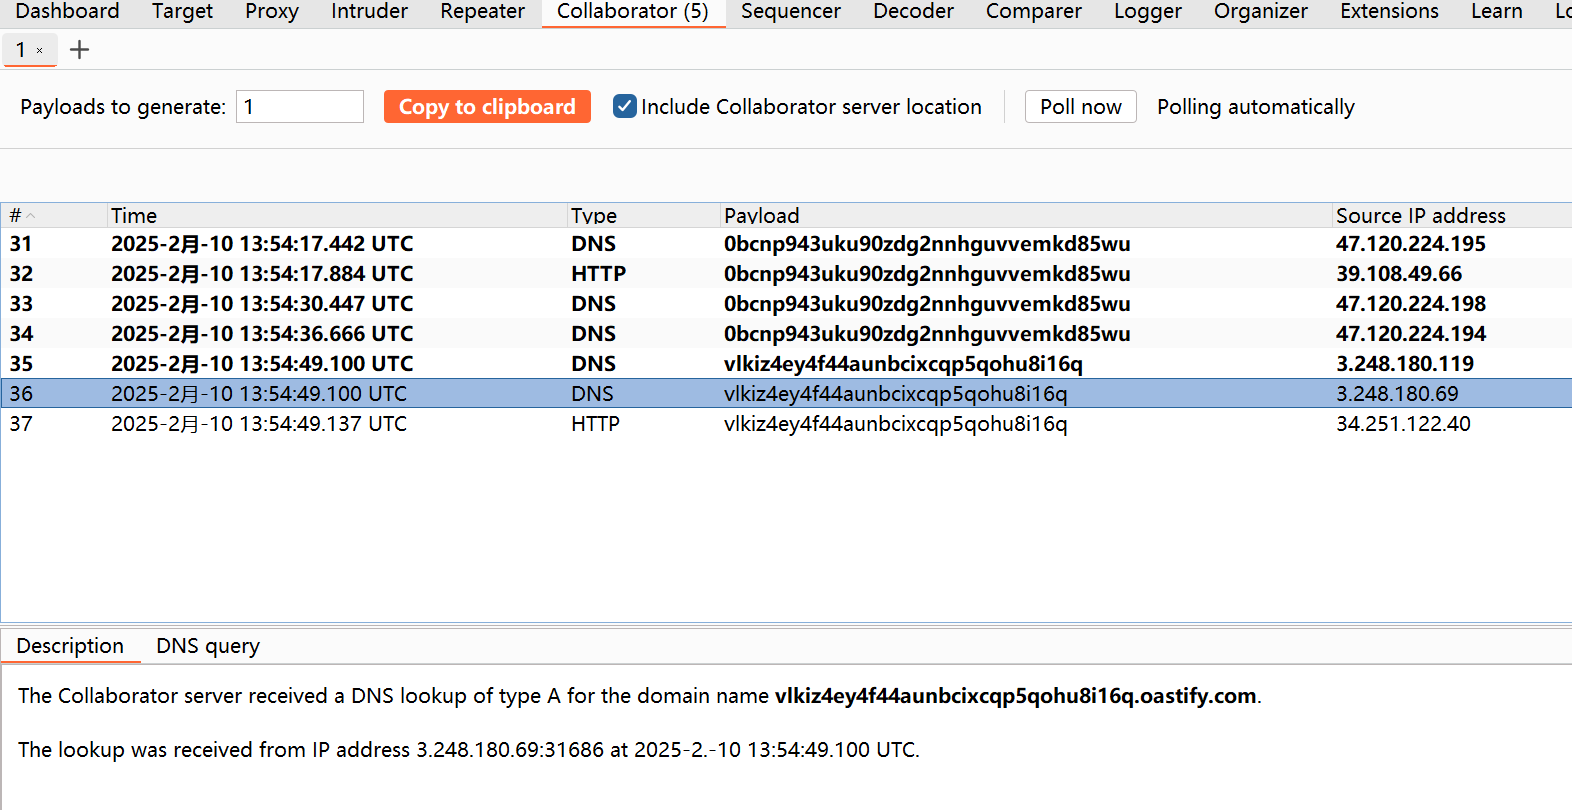 Dashboard Target Proxy Intruder Repeater Collaborator (5) Sequencer Decoder Comparer Logger Organizer Extensions Learn Lo
1 × +
Payloads to generate: 1 Copy to clipboard Include Collaborator server location Poll now Polling automatically
# Time Type Payload Source IP address
31 2025-2月-10 13:54:17.442 UTC DNS 0bcnp943uku90zdg2nnhguvvemkd85wu 47.120.224.195
32 2025-2月-10 13:54:17.884 UTC HTTP 0bcnp943uku90zdg2nnhguvvemkd85wu 39.108.49.66
33 2025-2月-10 13:54:30.447 UTC DNS 0bcnp943uku90zdg2nnhguvvemkd85wu 47.120.224.198
34 2025-2月-10 13:54:36.666 UTC DNS 0bcnp943uku90zdg2nnhguvvemkd85wu 47.120.224.194
35 2025-2月-10 13:54:49.100 UTC DNS vlkiz4ey4f44aunbcixcqp5qohu8i16q 3.248.180.119
36 2025-2月-10 13:54:49.100 UTC DNS vlkiz4ey4f44aunbcixcqp5qohu8i16q 3.248.180.69
37 2025-2月-10 13:54:49.137 UTC HTTP vlkiz4ey4f44aunbcixcqp5qohu8i16q 34.251.122.40
Description DNS query
The Collaborator server received a DNS lookup of type A for the domain name vlkiz4ey4f44aunbcixcqp5qohu8i16q.oastify.com.
The lookup was received from IP address 3.248.180.69:31686 at 2025-2.-10 13:54:49.100 UTC.